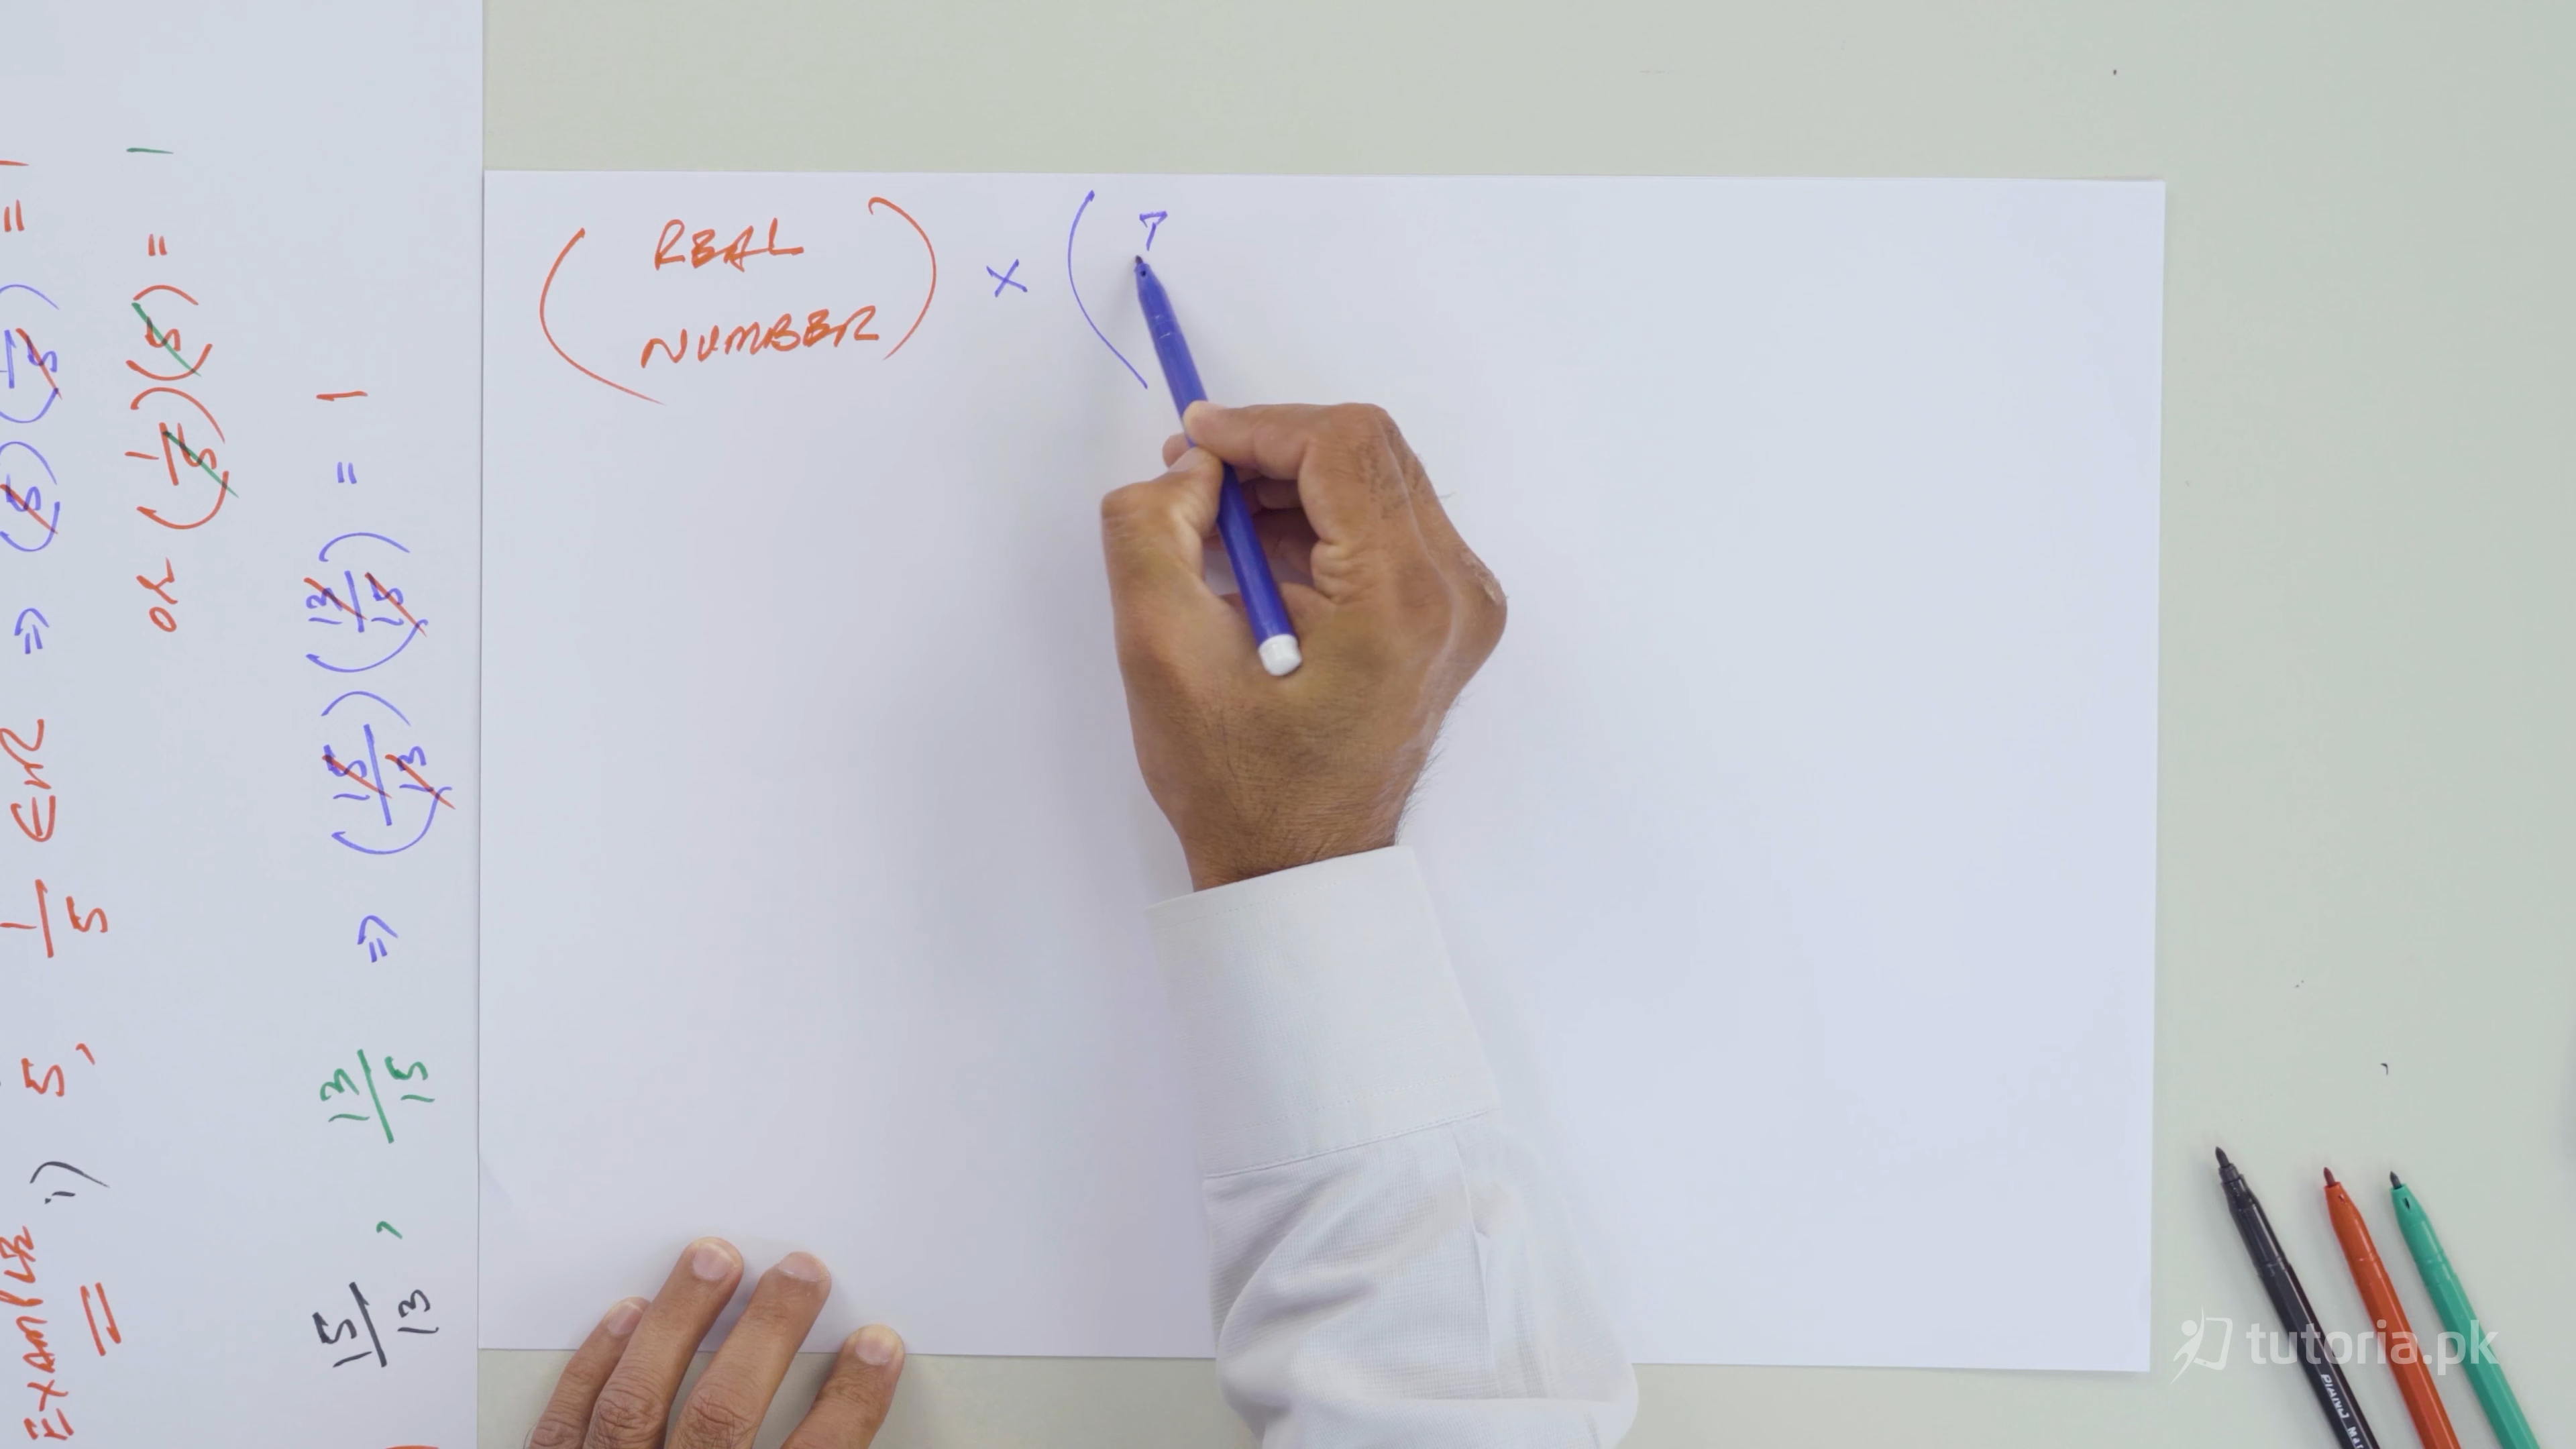 (REAL NUMBER) × (
EXAMPLE i) 5, 1/5 ∈ R ⇒ (5)(1/5) = 1
or (1/5)(5) = 1
15/13, 13/15 ⇒ (15/13)(13/15) = 1
tutoria.pk